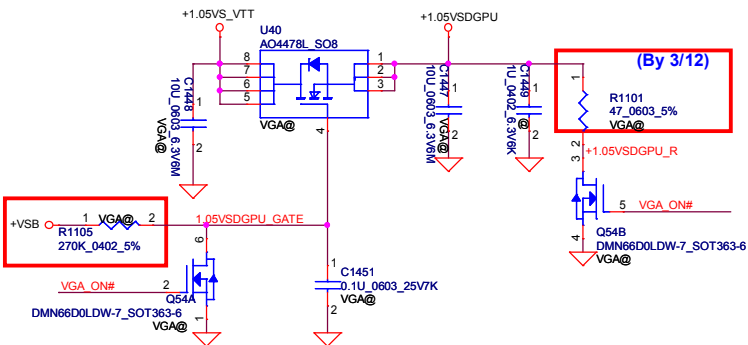 +1.05VS_VTT
U40
AO4478L_SO8
8
7
6
5
1
2
3
4
VGA@
C1448
10U_0603_6.3V6M
VGA@
1
2
+1.05VSDGPU
C1447
10U_0603_6.3V6M
VGA@
1
2
C1449
1U_0402_6.3V6K
VGA@
1
2
(By 3/12)
1
R1101
47_0603_5%
VGA@
2
+1.05VSDGPU_R
3
5
VGA_ON#
4
Q54B
DMN66D0LDW-7_SOT363-6
VGA@
+VSB
1
VGA@
2
R1105
270K_0402_5%
1.05VSDGPU_GATE
6
VGA_ON#
2
Q54A
1
DMN66D0LDW-7_SOT363-6
VGA@
1
C1451
0.1U_0603_25V7K
VGA@
2